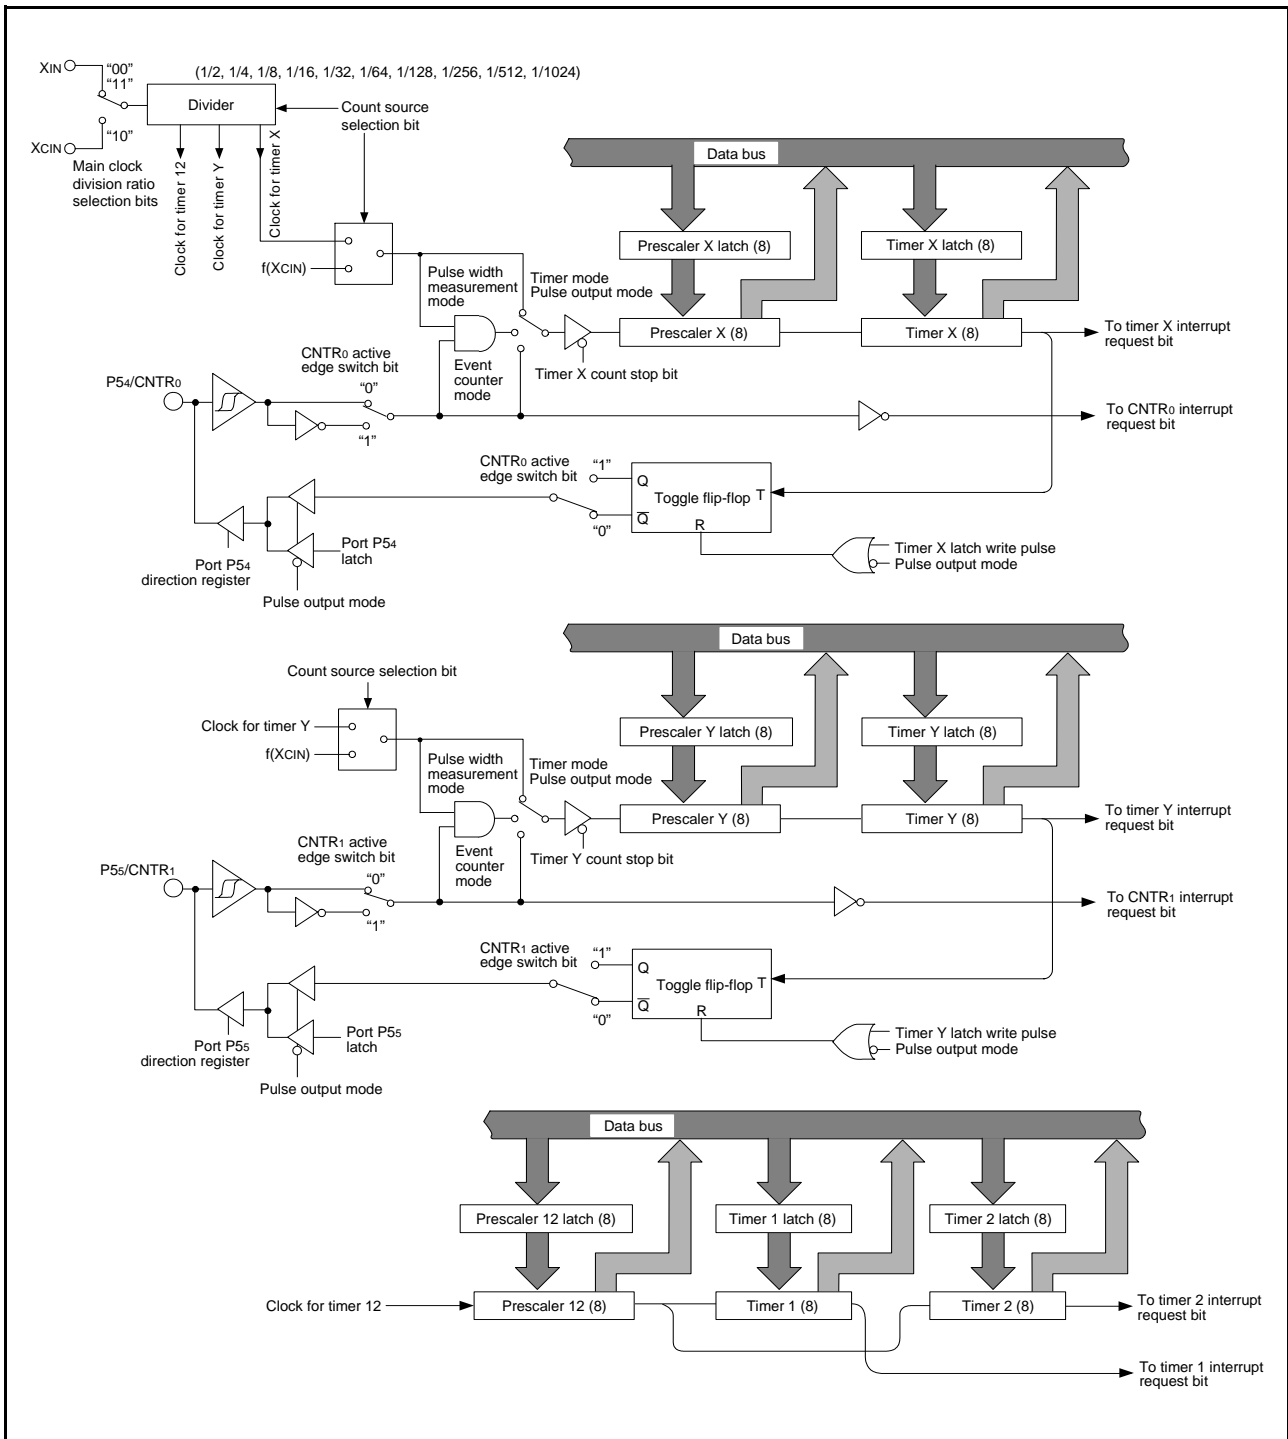 XIN
“00”
“11”
(1/2, 1/4, 1/8, 1/16, 1/32, 1/64, 1/128, 1/256, 1/512, 1/1024)
Divider
Count source
selection bit
XCIN
“10”
Main clock
division ratio
selection bits
Clock for timer 12
Clock for timer Y
Clock for timer X
Data bus
Prescaler X latch (8)
Timer X latch (8)
f(XCIN)
Pulse width
measurement
mode
Timer mode
Pulse output mode
Prescaler X (8)
Timer X (8)
To timer X interrupt
request bit
CNTR0 active
edge switch bit
Event
counter
mode
Timer X count stop bit
P54/CNTR0
“0”
“1”
To CNTR0 interrupt
request bit
CNTR0 active
edge switch bit
“1”
Q
Toggle flip-flop
T
Q
R
“0”
Port P54
latch
Port P54
direction register
Pulse output mode
Timer X latch write pulse
Pulse output mode
Data bus
Count source selection bit
Clock for timer Y
f(XCIN)
Prescaler Y latch (8)
Timer Y latch (8)
Pulse width
measurement
mode
Timer mode
Pulse output mode
Prescaler Y (8)
Timer Y (8)
To timer Y interrupt
request bit
CNTR1 active
edge switch bit
Event
counter
mode
Timer Y count stop bit
P55/CNTR1
“0”
“1”
To CNTR1 interrupt
request bit
CNTR1 active
edge switch bit
“1”
Q
Toggle flip-flop
T
Q
R
“0”
Port P55
latch
Port P55
direction register
Pulse output mode
Timer Y latch write pulse
Pulse output mode
Data bus
Prescaler 12 latch (8)
Timer 1 latch (8)
Timer 2 latch (8)
Clock for timer 12
Prescaler 12 (8)
Timer 1 (8)
Timer 2 (8)
To timer 2 interrupt
request bit
To timer 1 interrupt
request bit